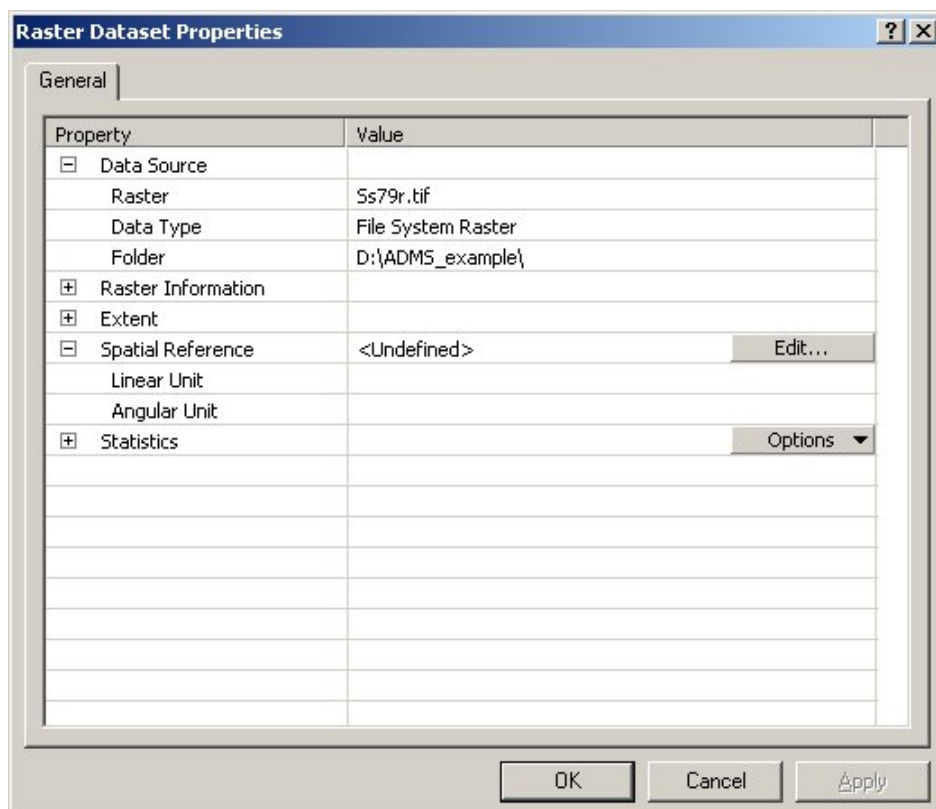 Raster Dataset Properties
General
Property Value
Data Source
Raster Ss79r.tif
Data Type File System Raster
Folder D:\ADMS_example\
Raster Information
Extent
Spatial Reference <Undefined> Edit...
Linear Unit
Angular Unit
Statistics Options
OK Cancel Apply